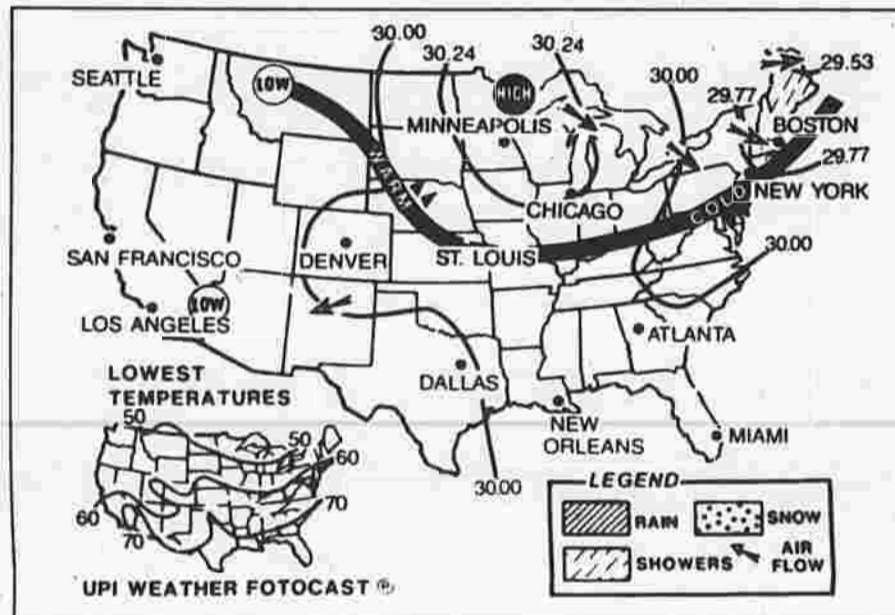 30.00
30.24
30.24
29.53
SEATTLE
LOW
HIGH
29.77
30.00
MINNEAPOLIS
BOSTON
29.77
WARM
COLD
NEW YORK
CHICAGO
SAN FRANCISCO
DENVER
ST. LOUIS
30.00
LOW
LOS ANGELES
ATLANTA
LOWEST
TEMPERATURES
DALLAS
50
50
60
NEW
ORLEANS
MIAMI
70
60
70
30.00
LEGEND
RAIN
SNOW
SHOWERS
AIR
FLOW
UPI WEATHER FOTOCAST ®